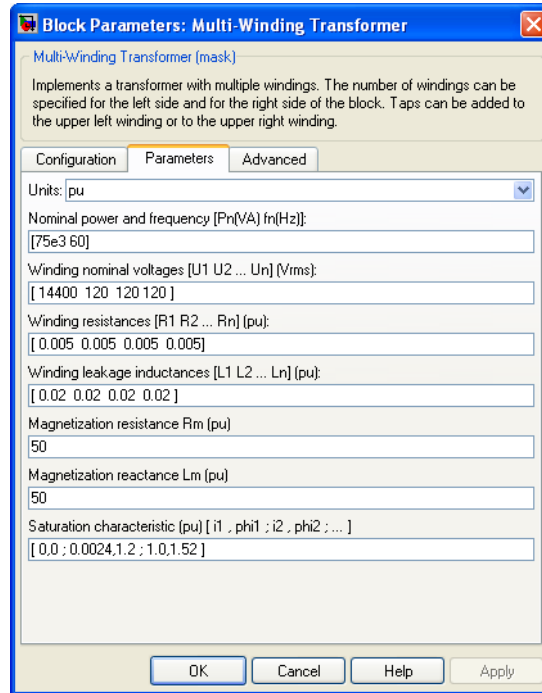 Block Parameters: Multi-Winding Transformer
Multi-Winding Transformer (mask)
Implements a transformer with multiple windings. The number of windings can be
specified for the left side and for the right side of the block. Taps can be added to
the upper left winding or to the upper right winding.
Configuration Parameters Advanced
Units: pu
Nominal power and frequency [Pn(VA) fn(Hz)]:
[75e3 60]
Winding nominal voltages [U1 U2 ... Un] (Vrms):
[ 14400 120 120 120 ]
Winding resistances [R1 R2 ... Rn] (pu):
[ 0.005 0.005 0.005 0.005]
Winding leakage inductances [L1 L2 ... Ln] (pu):
[ 0.02 0.02 0.02 0.02 ]
Magnetization resistance Rm (pu)
50
Magnetization reactance Lm (pu)
50
Saturation characteristic (pu) [ i1 , phi1 ; i2 , phi2 ; ... ]
[ 0,0 ; 0.0024,1.2 ; 1.0,1.52 ]
OK Cancel Help Apply